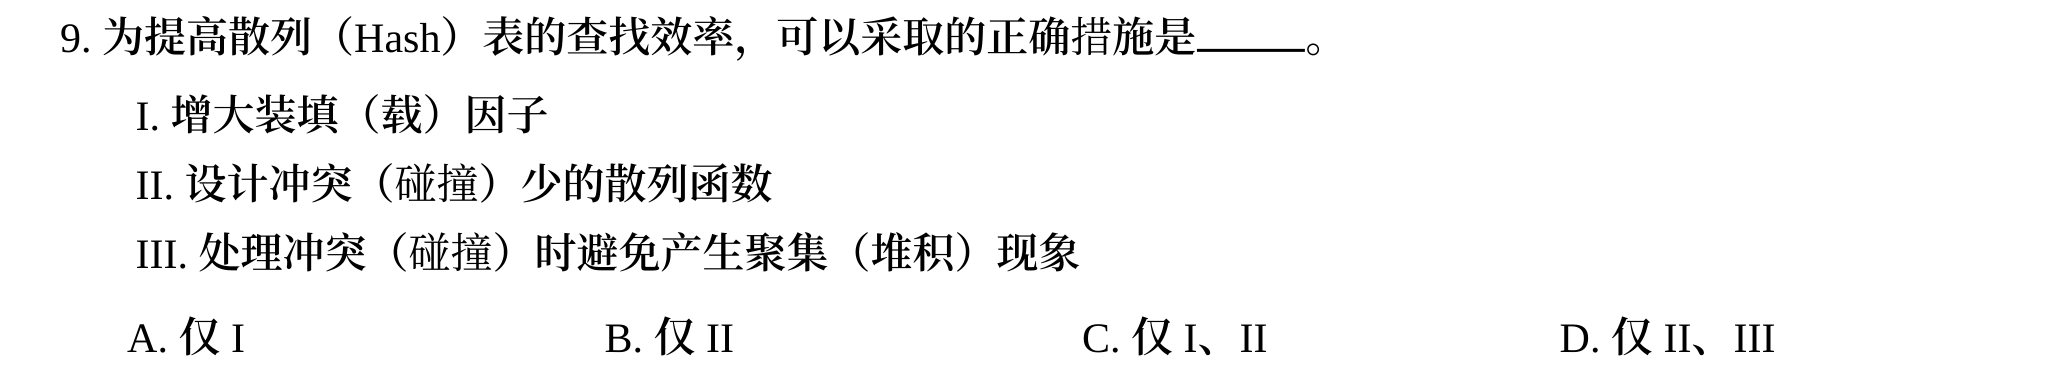 9. 为提高散列（Hash）表的查找效率，可以采取的正确措施是_____。
I. 增大装填（载）因子
II. 设计冲突（碰撞）少的散列函数
III. 处理冲突（碰撞）时避免产生聚集（堆积）现象
A. 仅 I B. 仅 II C. 仅 I、II D. 仅 II、III